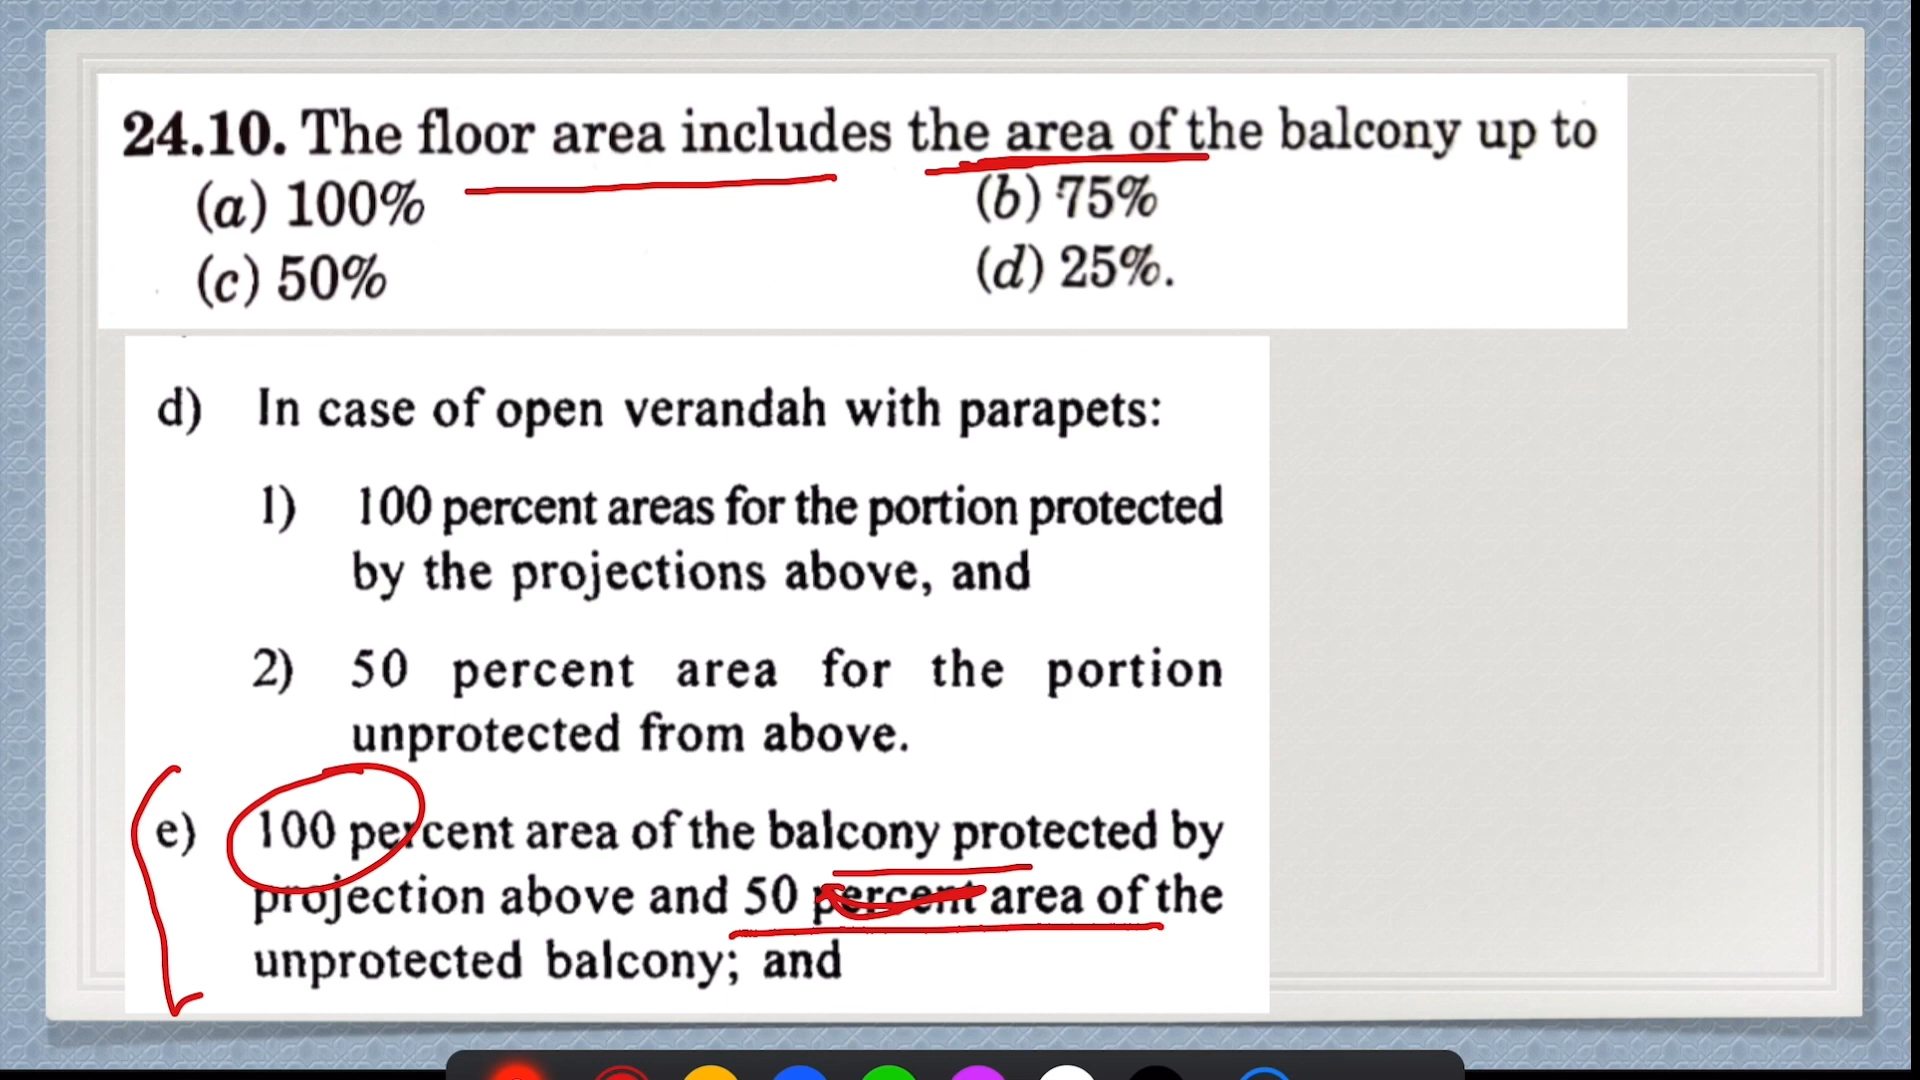 24.10. The floor area includes the area of the balcony up to
(a) 100% (b) 75%
(c) 50% (d) 25%.
d) In case of open verandah with parapets:
1) 100 percent areas for the portion protected
by the projections above, and
2) 50 percent area for the portion
unprotected from above.
e) 100 percent area of the balcony protected by
projection above and 50 percent area of the
unprotected balcony; and